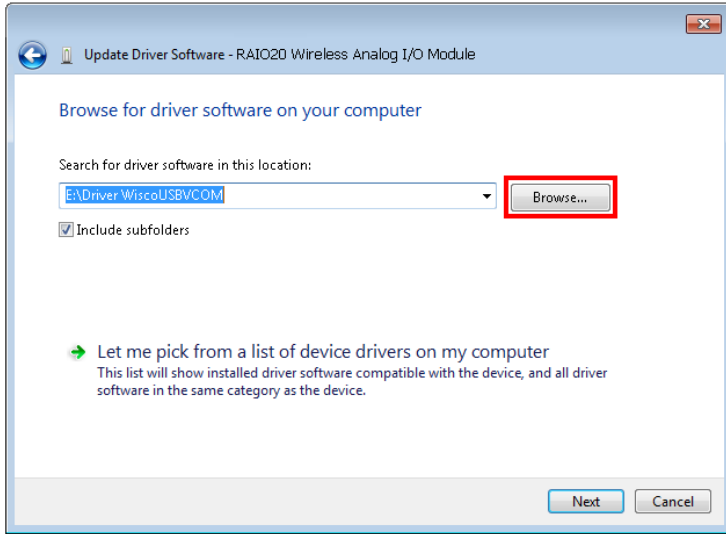 Update Driver Software - RAIO20 Wireless Analog I/O Module
Browse for driver software on your computer
Search for driver software in this location:
E:\Driver WiscoUSBVCOM
Browse...
Include subfolders
Let me pick from a list of device drivers on my computer
This list will show installed driver software compatible with the device, and all driver
software in the same category as the device.
Next
Cancel